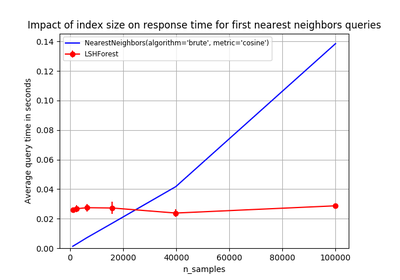 Impact of index size on response time for first nearest neighbors queries
NearestNeighbors(algorithm='brute', metric='cosine')
LSHForest
Average query time in seconds
0.14
0.12
0.10
0.08
0.06
0.04
0.02
0.00
0 20000 40000 60000 80000 100000
n_samples